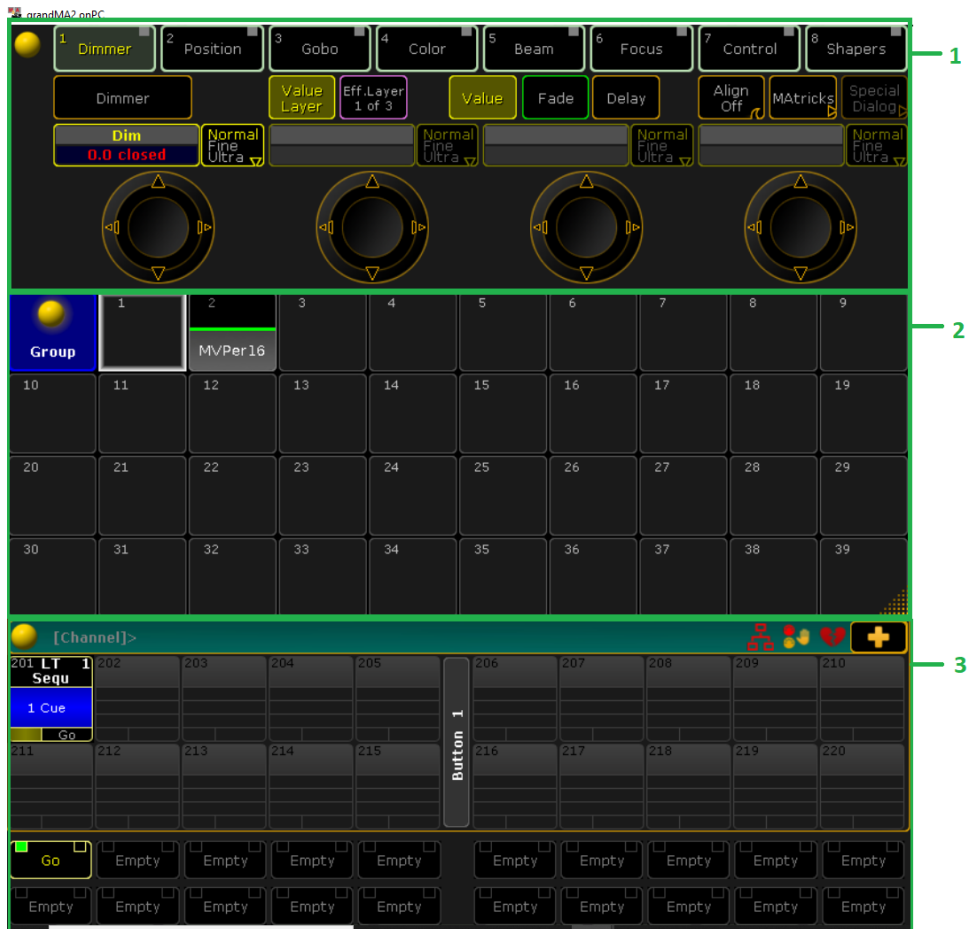 grandMA2 onPC
1 Dimmer 2 Position 3 Gobo 4 Color 5 Beam 6 Focus 7 Control 8 Shapers
1
Dimmer Value Layer Eff.Layer 1 of 3 Value Fade Delay Align Off MAtricks Special Dialog
Dim Normal Normal Normal Normal
0.0 closed Fine Fine Fine Fine
Ultra Ultra Ultra Ultra
1 2 3 4 5 6 7 8 9
Group MVPer16
2
10 11 12 13 14 15 16 17 18 19
20 21 22 23 24 25 26 27 28 29
30 31 32 33 34 35 36 37 38 39
[Channel]>
201 LT 1 202 203 204 205 206 207 208 209 210
Sequ
3
1 Cue
Go
Button 1
211 212 213 214 215 216 217 218 219 220
Go Empty Empty Empty Empty Empty Empty Empty Empty Empty
Empty Empty Empty Empty Empty Empty Empty Empty Empty Empty